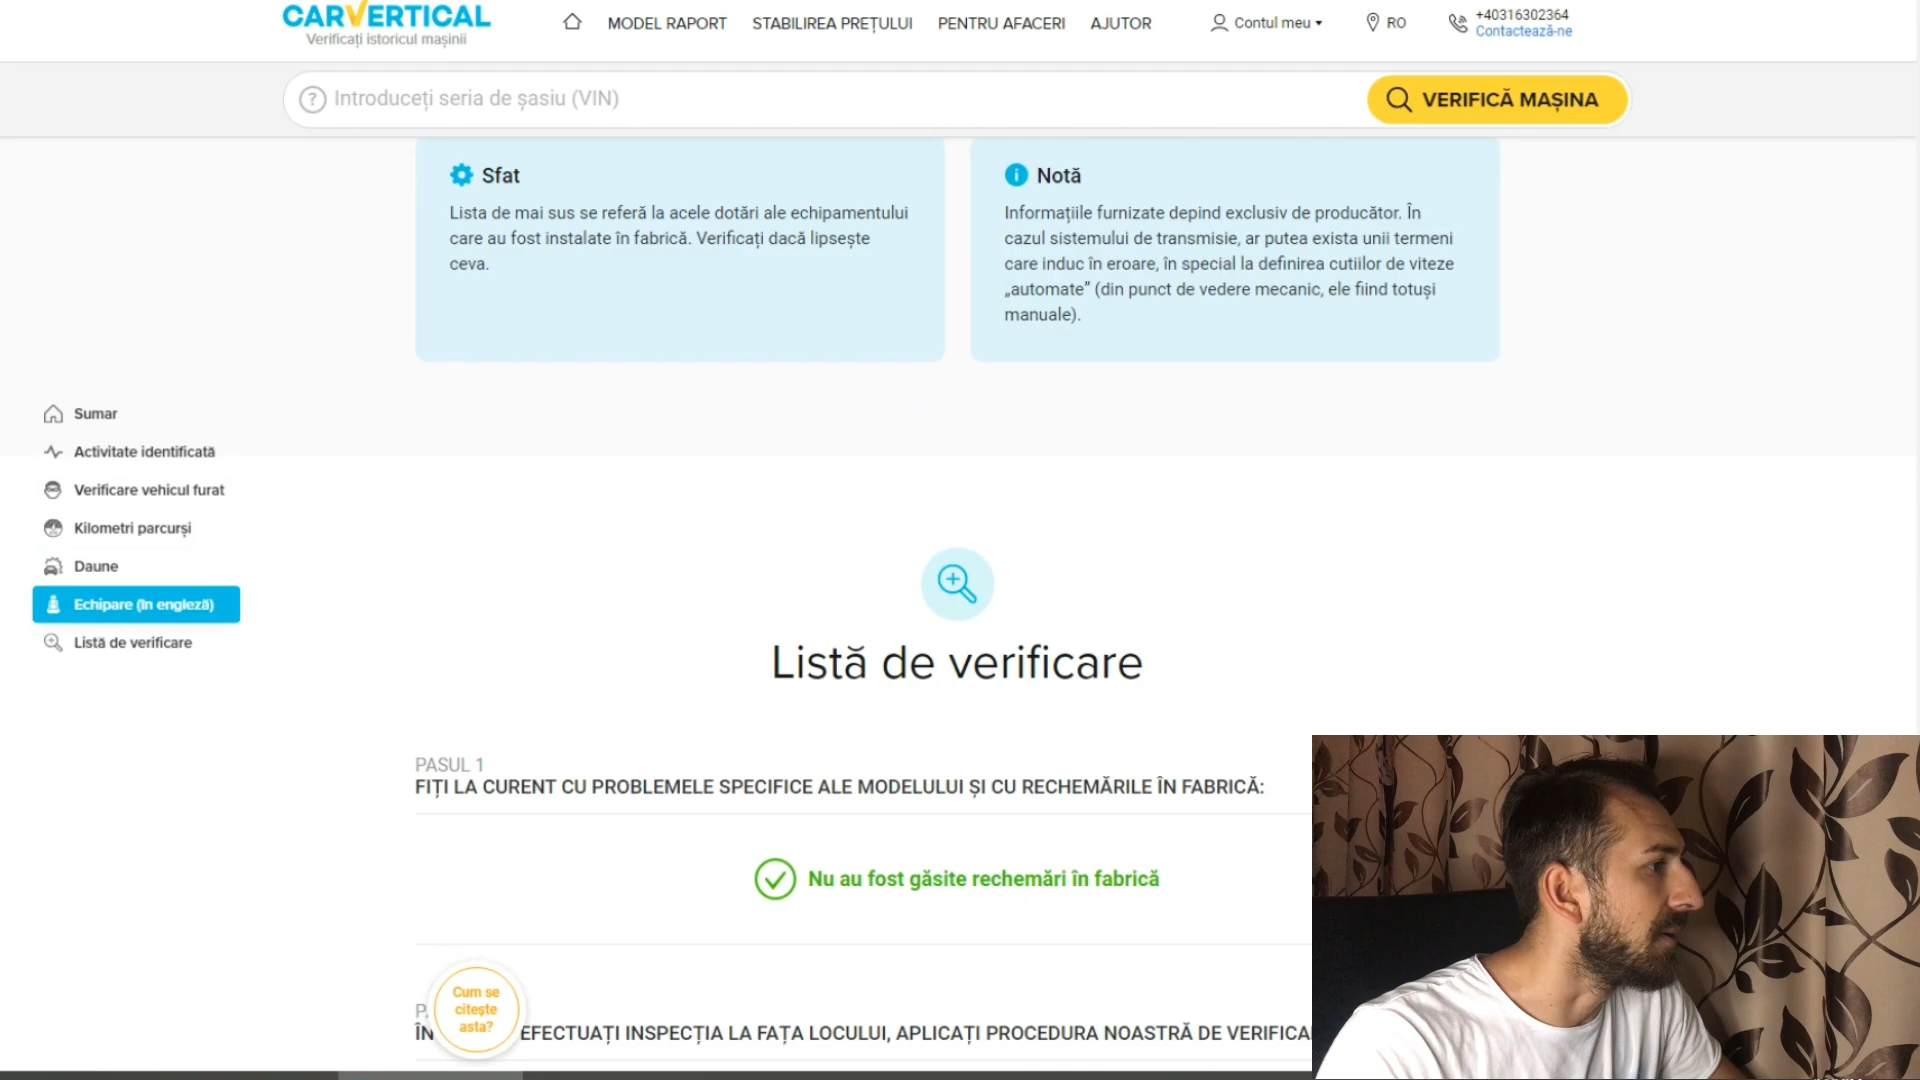 CARVERTICAL
Verificați istoricul mașinii
MODEL RAPORT
STABILIREA PREȚULUI
PENTRU AFACERI
AJUTOR
Contul meu
RO
+40316302364
Contactează-ne
Introduceți seria de șasiu (VIN)
VERIFICĂ MAȘINA
Sfat
Lista de mai sus se referă la acele dotări ale echipamentului
care au fost instalate în fabrică. Verificați dacă lipsește
ceva.
Notă
Informațiile furnizate depind exclusiv de producător. În
cazul sistemului de transmisie, ar putea exista unii termeni
care induc în eroare, în special la definirea cutiilor de viteze
„automate” (din punct de vedere mecanic, ele fiind totuși
manuale).
Sumar
Activitate identificată
Verificare vehicul furat
Kilometri parcurși
Daune
Echipare (în engleză)
Listă de verificare
Listă de verificare
PASUL 1
FIȚI LA CURENT CU PROBLEMELE SPECIFICE ALE MODELULUI ȘI CU RECHEMĂRILE ÎN FABRICĂ:
Nu au fost găsite rechemări în fabrică
Cum se
citește
asta?
ÎN EFECTUAȚI INSPECȚIA LA FAȚA LOCULUI, APLICAȚI PROCEDURA NOASTRĂ DE